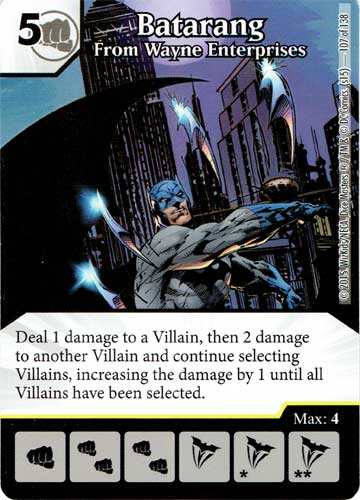 5
Batarang
From Wayne Enterprises
Deal 1 damage to a Villain, then 2 damage
to another Villain and continue selecting
Villains, increasing the damage by 1 until all
Villains have been selected.
Max: 4
* **